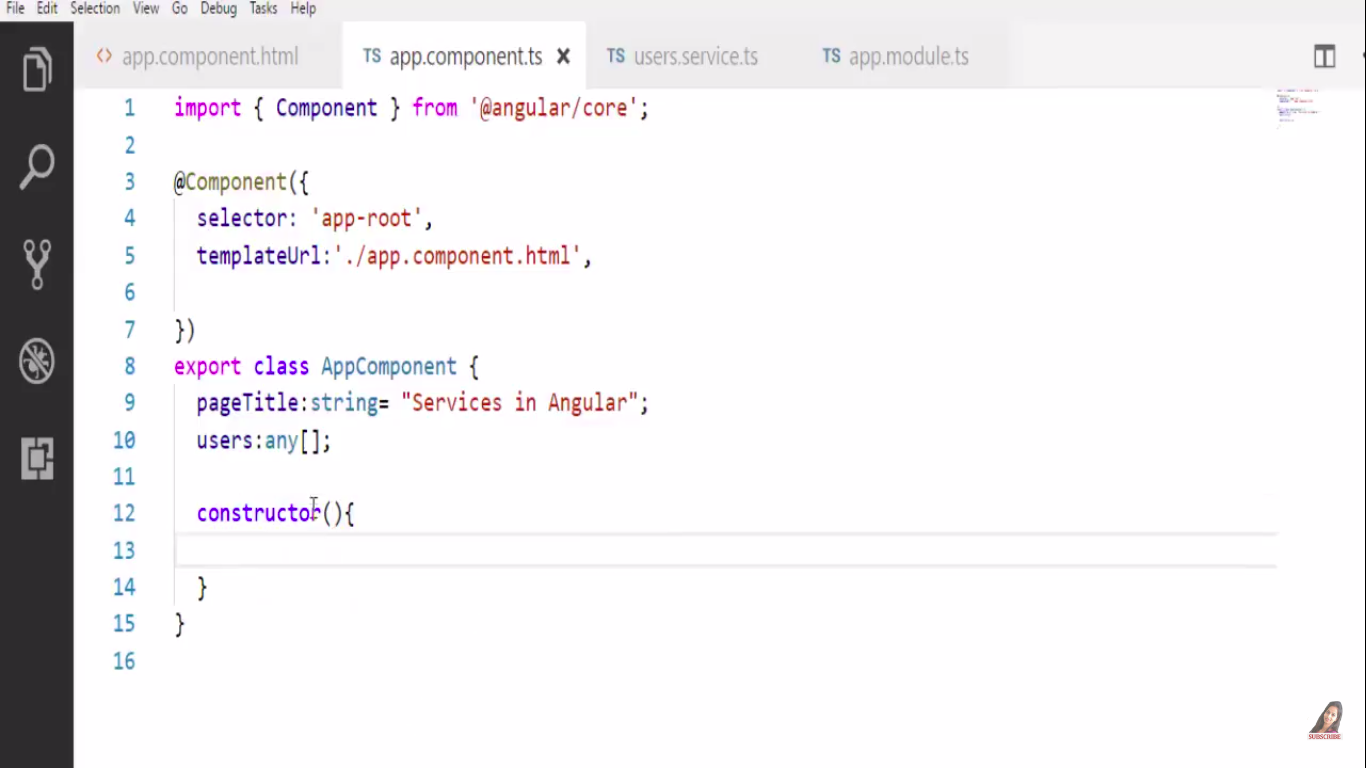 File Edit Selection View Go Debug Tasks Help
<> app.component.html TS app.component.ts TS users.service.ts TS app.module.ts
1 import { Component } from '@angular/core';
2
3 @Component({
4 selector: 'app-root',
5 templateUrl:'./app.component.html',
6
7 })
8 export class AppComponent {
9 pageTitle:string= "Services in Angular";
10 users:any[];
11
12 constructor(){
13
14 }
15 }
16
SUBSCRIBE